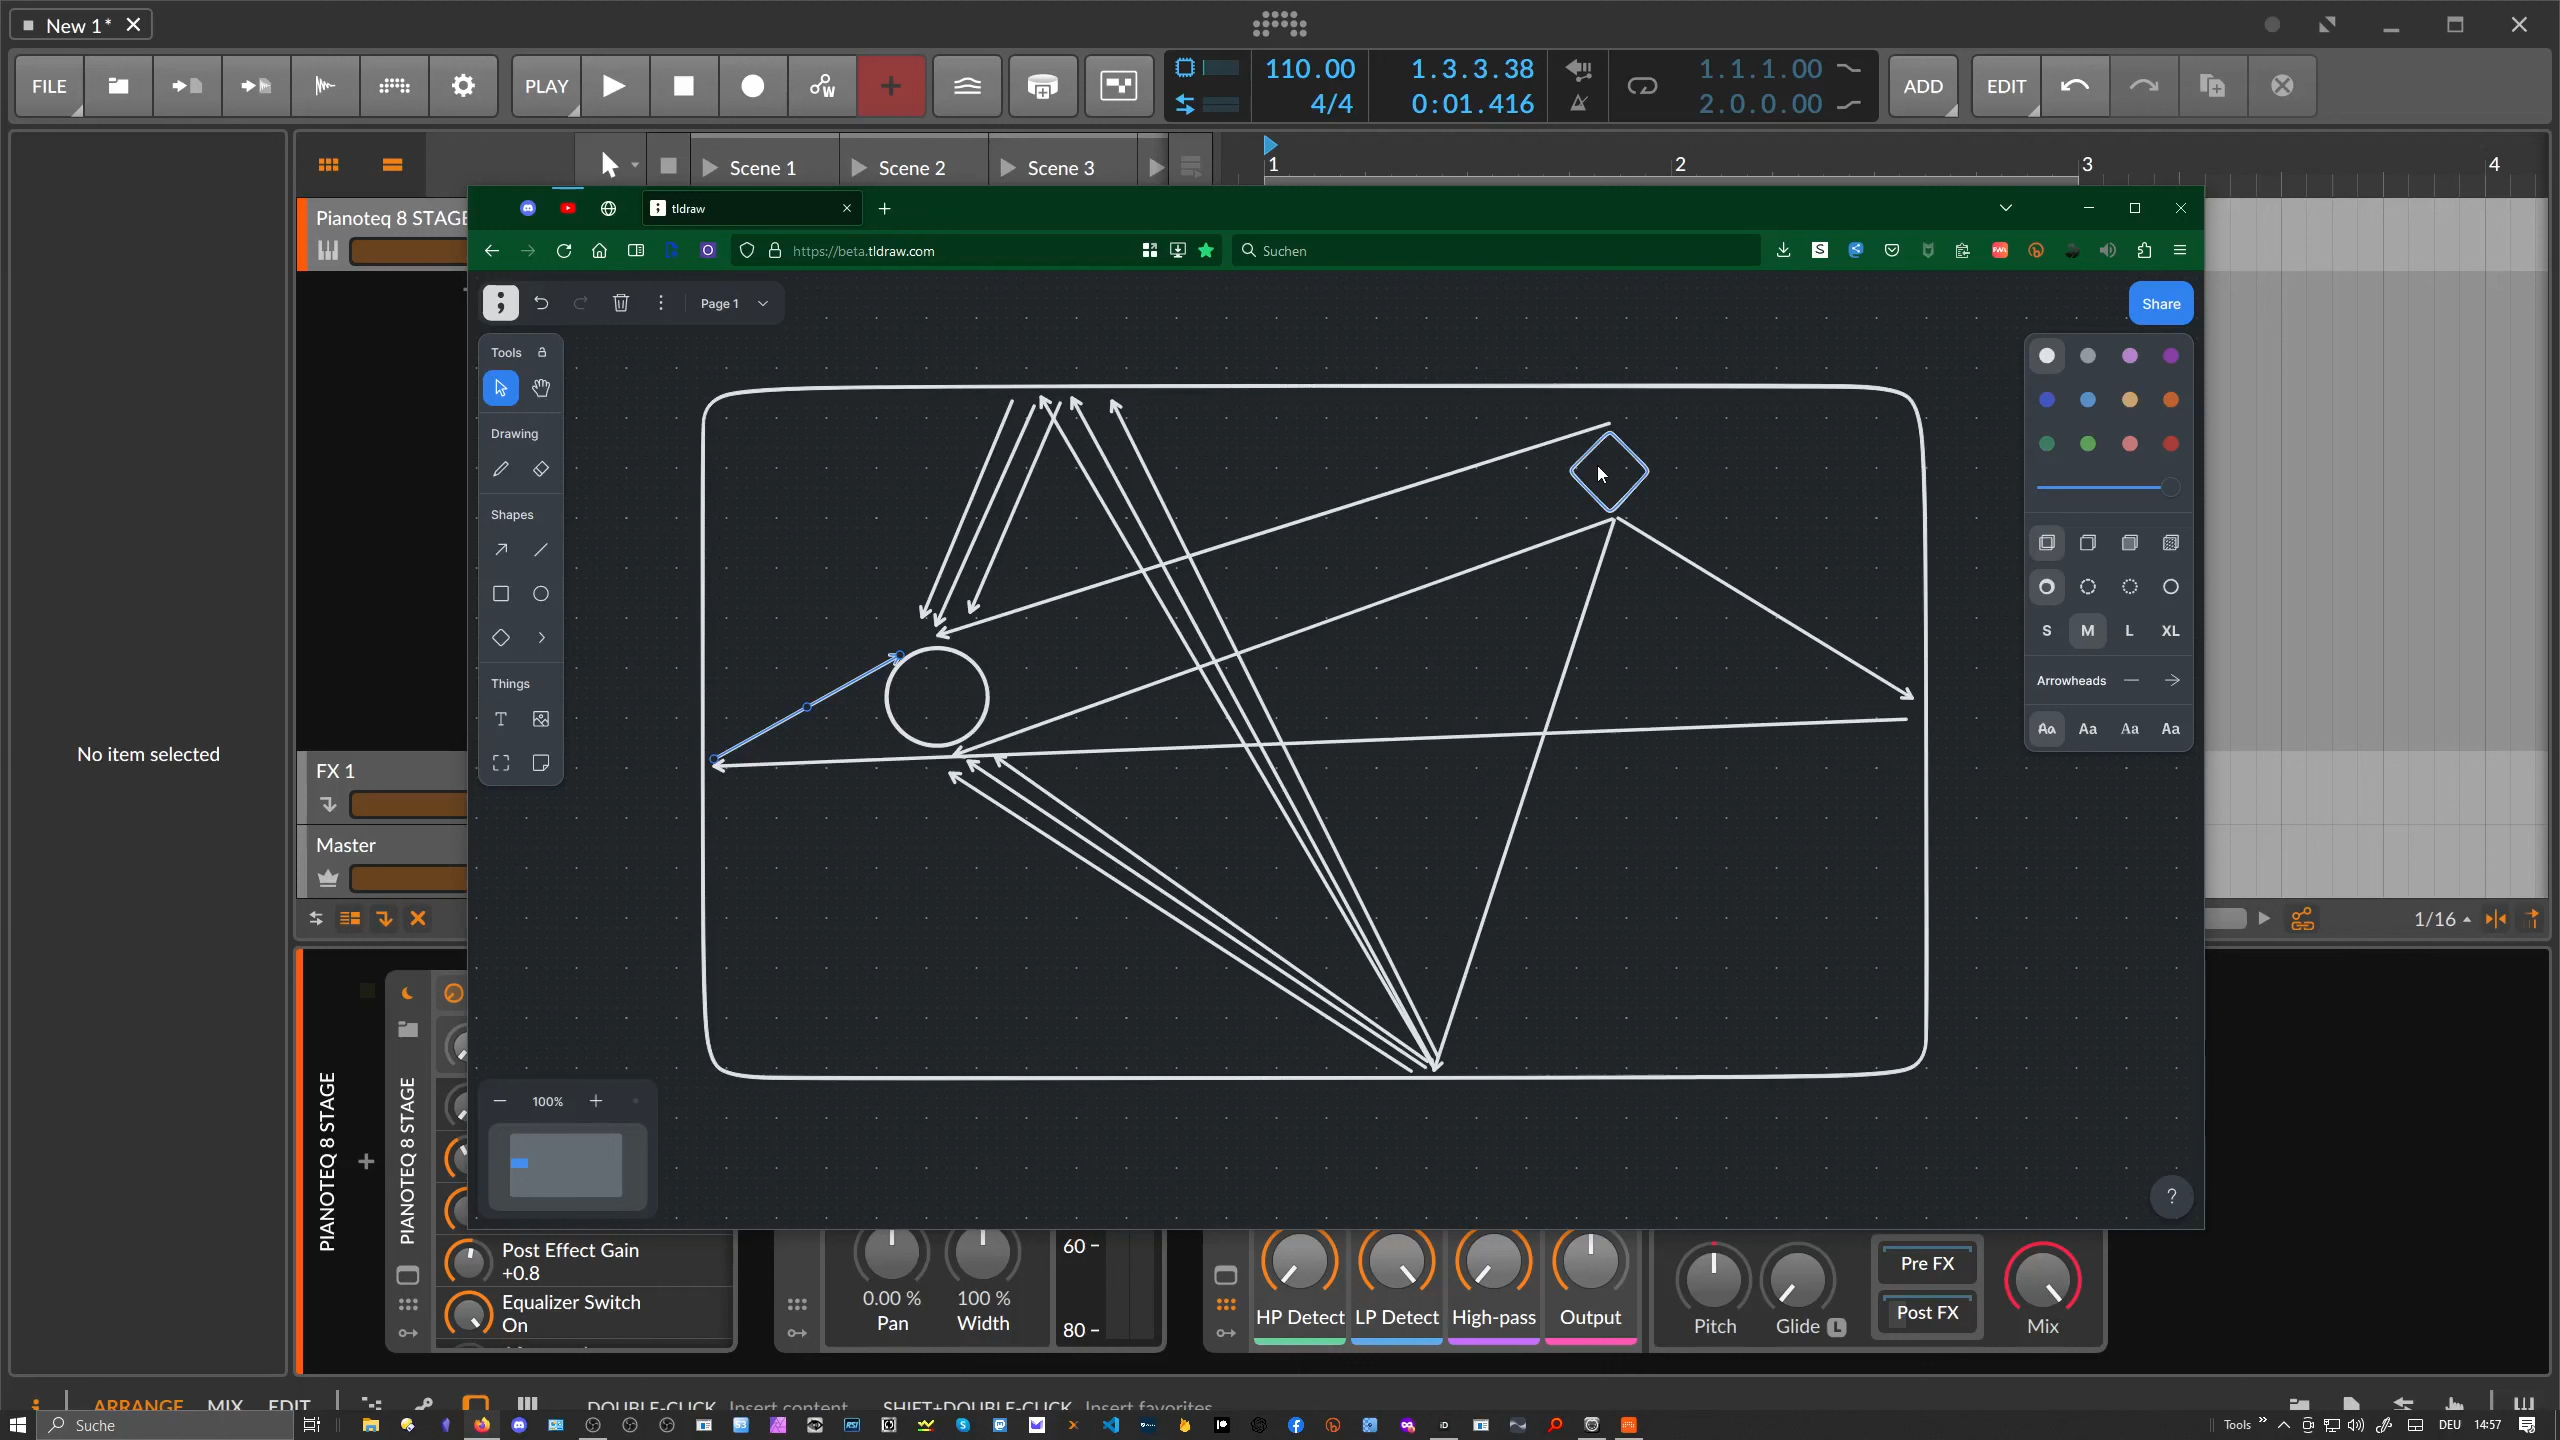 New 1*
FILE
PLAY
110.00
4/4
1.3.3.38
0:01.416
1.1.1.00
2.0.0.00
ADD
EDIT
Scene 1
Scene 2
Scene 3
1
2
3
4
Pianoteq 8 STAGE
tldraw
https://beta.tldraw.com
Suchen
Page 1
Share
Tools
Drawing
Shapes
Things
T
S
M
L
XL
Arrowheads
Aa
Aa
Aa
Aa
No item selected
FX 1
Master
1/16
100%
?
PIANOTEQ 8 STAGE
PIANOTEQ 8 STAGE
Post Effect Gain
+0.8
Equalizer Switch
On
0.00 %
Pan
100 %
Width
60
80
HP Detect
LP Detect
High-pass
Output
Pitch
Glide
L
Pre FX
Post FX
Mix
ARRANGE
MIX
EDIT
DOUBLE-CLICK Insert content
SHIFT+DOUBLE-CLICK Insert favorites
Suche
Tools
DEU
14:57